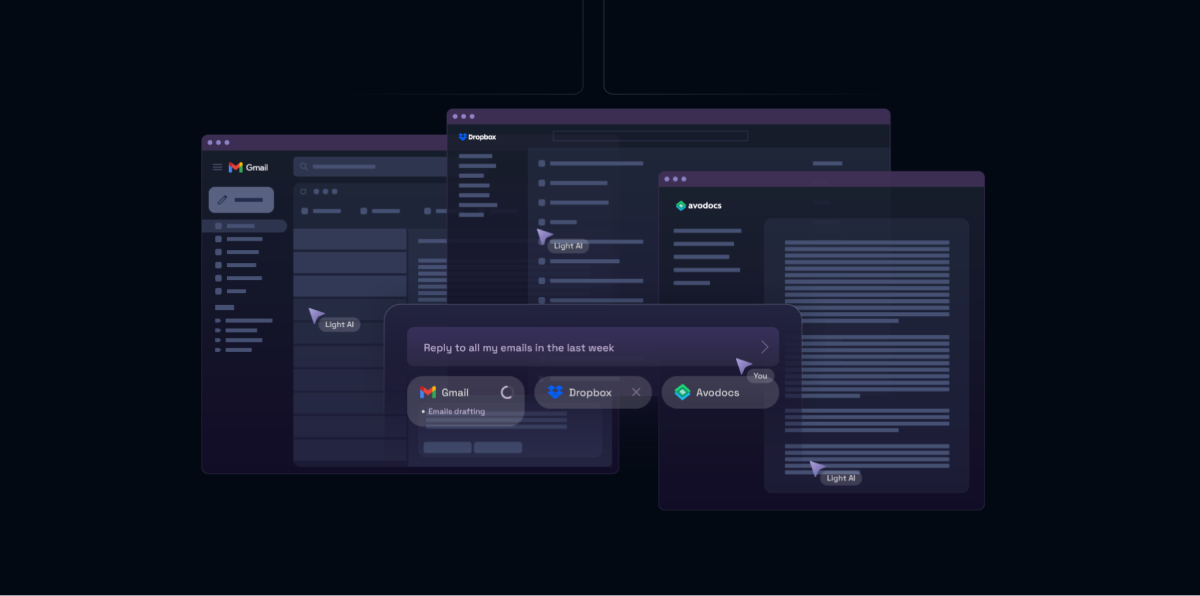 Dropbox
Gmail
avodocs
Light AI
Light AI
Reply to all my emails in the last week
You
Gmail
Dropbox
Avodocs
• Emails drafting
Light AI